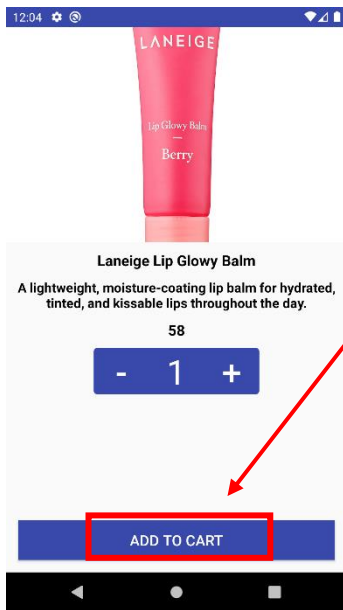 12:04
LANEIGE
Lip Glowy Balm
Berry
Laneige Lip Glowy Balm
A lightweight, moisture-coating lip balm for hydrated,
tinted, and kissable lips throughout the day.
58
- 1 +
ADD TO CART